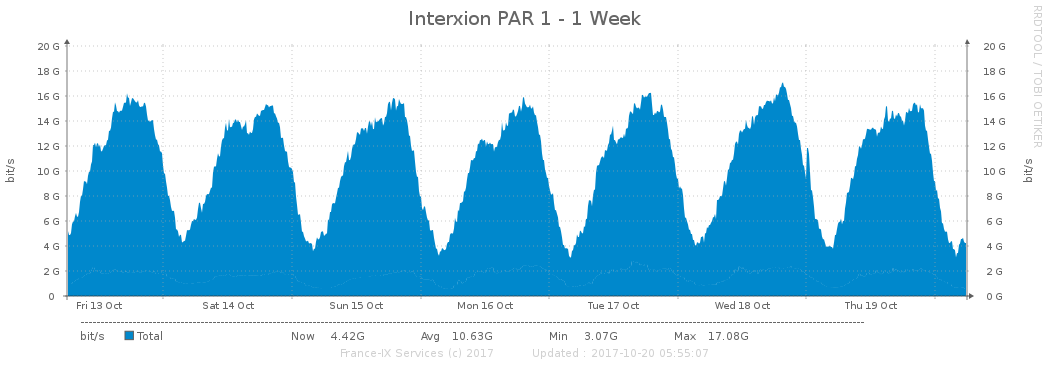 Interxion PAR 1 - 1 Week
RRDTOOL / TOBI OETIKER
20 G 20 G
18 G 18 G
16 G 16 G
14 G 14 G
12 G 12 G
10 G 10 G
8 G 8 G
6 G 6 G
4 G 4 G
2 G 2 G
0 0 G
bit/s
bit/s
Fri 13 Oct Sat 14 Oct Sun 15 Oct Mon 16 Oct Tue 17 Oct Wed 18 Oct Thu 19 Oct
bit/s Total Now 4.42G Avg 10.63G Min 3.07G Max 17.08G
France-IX Services (c) 2017 Updated : 2017-10-20 05:55:07